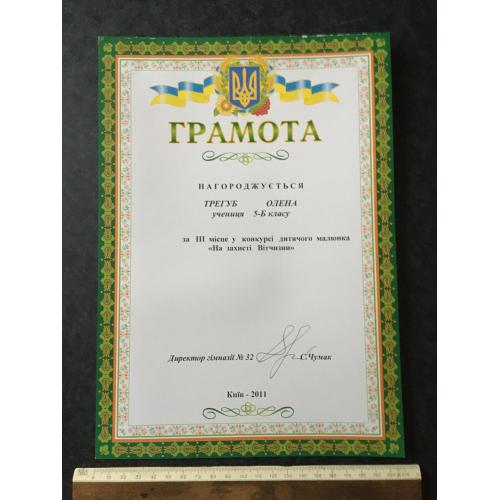 ГРАМОТА
НАГОРОДЖУЄТЬСЯ
ТРЕГУБ ОЛЕНА
учениця 5-Б класу
за ІІІ місце у конкурсі дитячого малюнка
«На захисті Вітчизни»
Директор гімназії № 32 С.Чумак
Київ - 2011